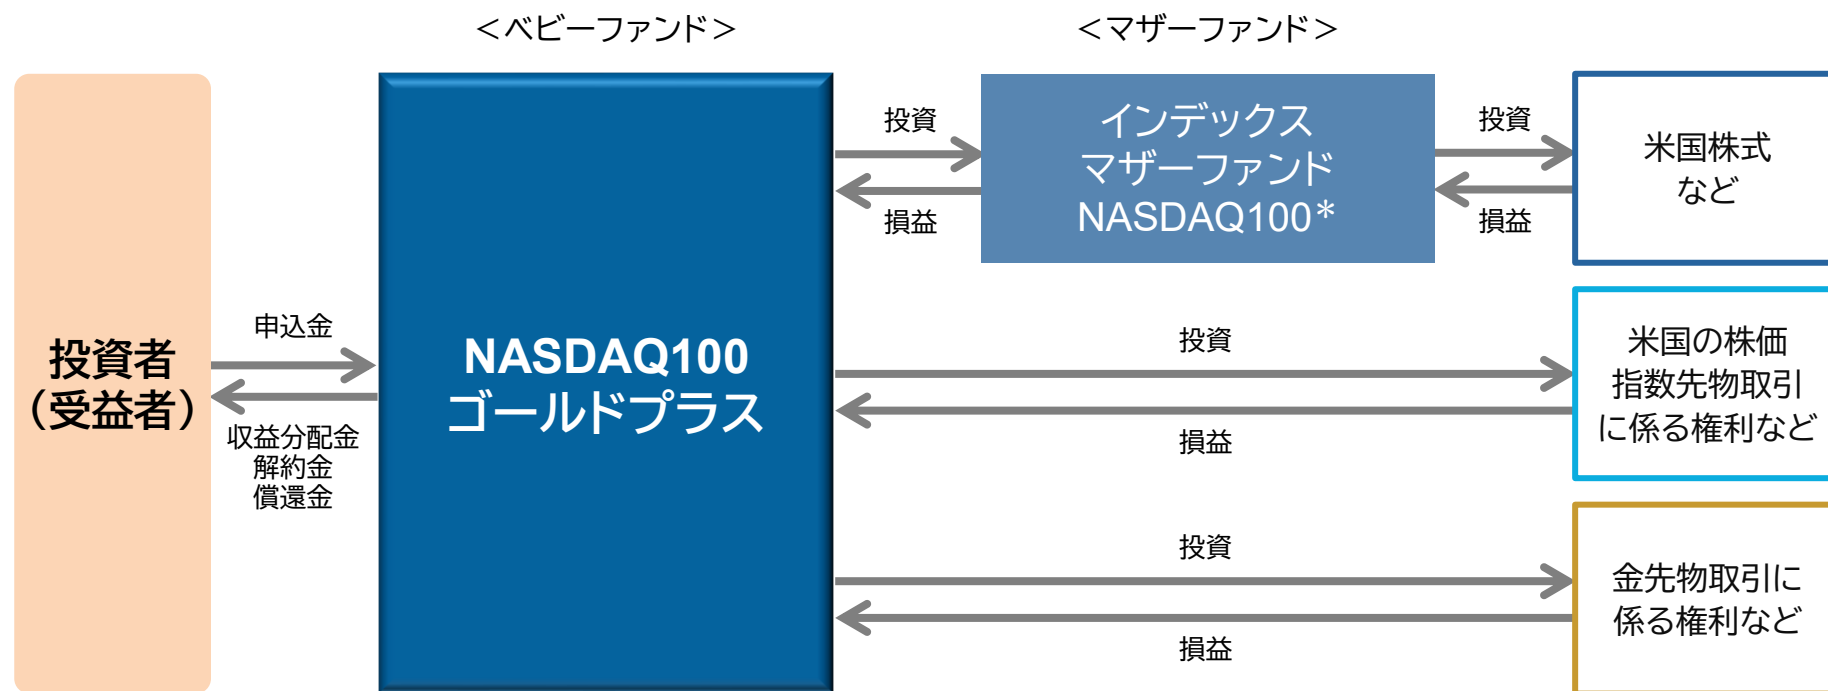 ＜ベビーファンド＞
＜マザーファンド＞
投資者
（受益者）
申込金
収益分配金
解約金
償還金
NASDAQ100
ゴールドプラス
投資
損益
インデックス
マザーファンド
NASDAQ100＊
投資
損益
米国株式
など
投資
損益
米国の株価
指数先物取引
に係る権利など
投資
損益
金先物取引に
係る権利など